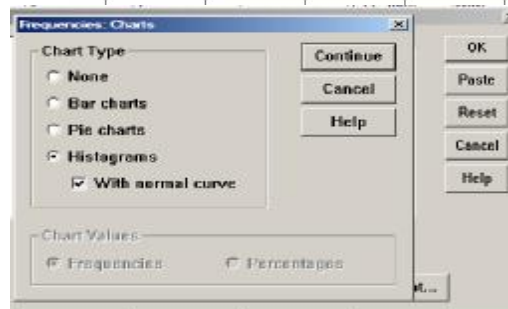 Frequencies: Charts
Chart Type
None
Bar charts
Pie charts
Histograms
With normal curve
Continue
Cancel
Help
Chart Values
Frequencies
Percentages
OK
Paste
Reset
Cancel
Help